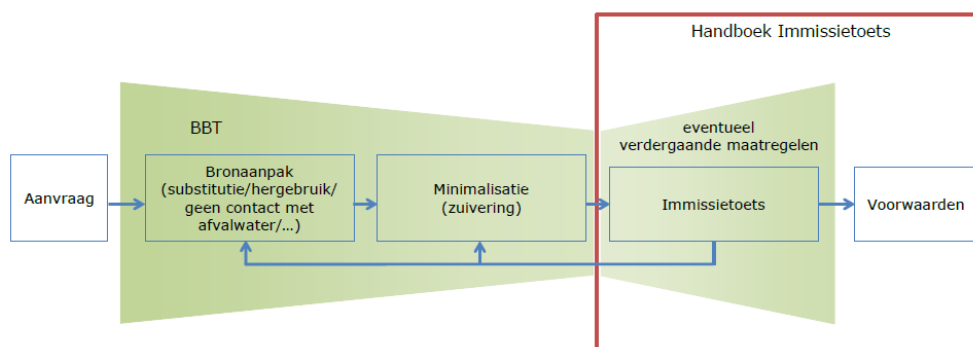 Handboek Immissietoets
BBT
eventueel
verdergaande maatregelen
Aanvraag
Bronaanpak
(substitutie/hergebruik/
geen contact met
afvalwater/…)
Minimalisatie
(zuivering)
Immissietoets
Voorwaarden